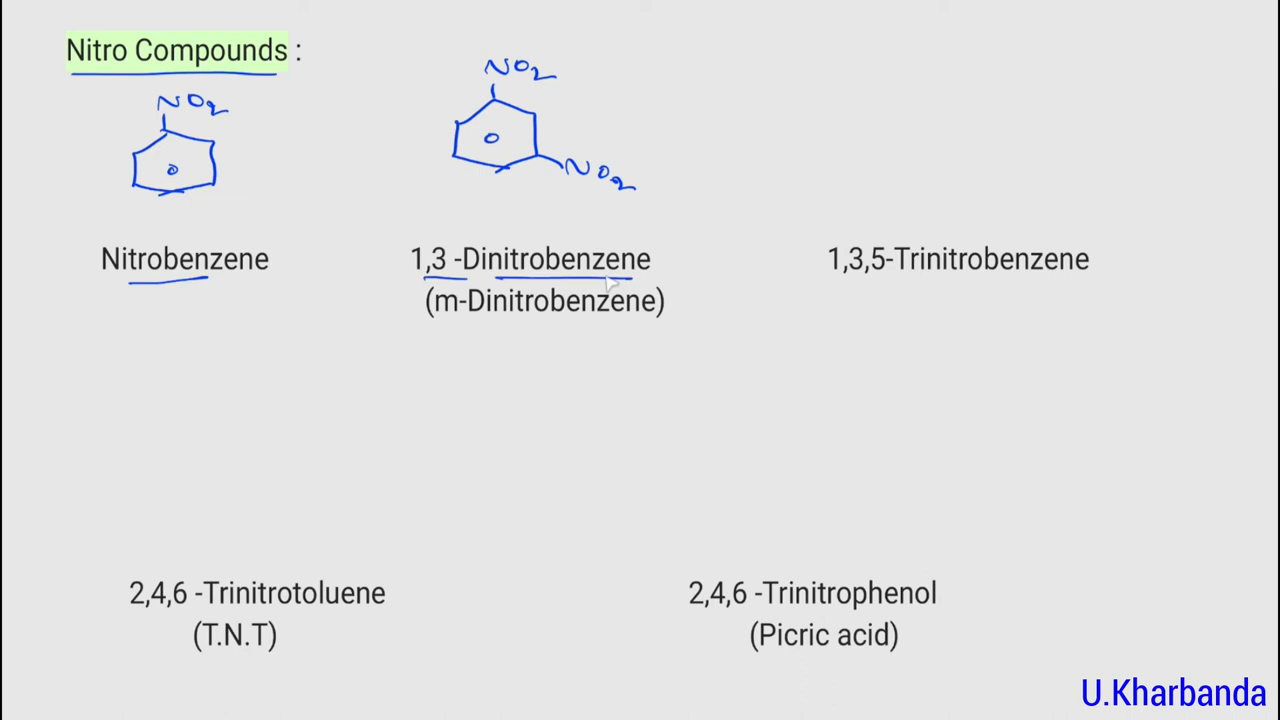 Nitro Compounds :
NO2
NO2
NO2
Nitrobenzene
1,3 -Dinitrobenzene
(m-Dinitrobenzene)
1,3,5-Trinitrobenzene
2,4,6 -Trinitrotoluene
(T.N.T)
2,4,6 -Trinitrophenol
(Picric acid)
U.Kharbanda